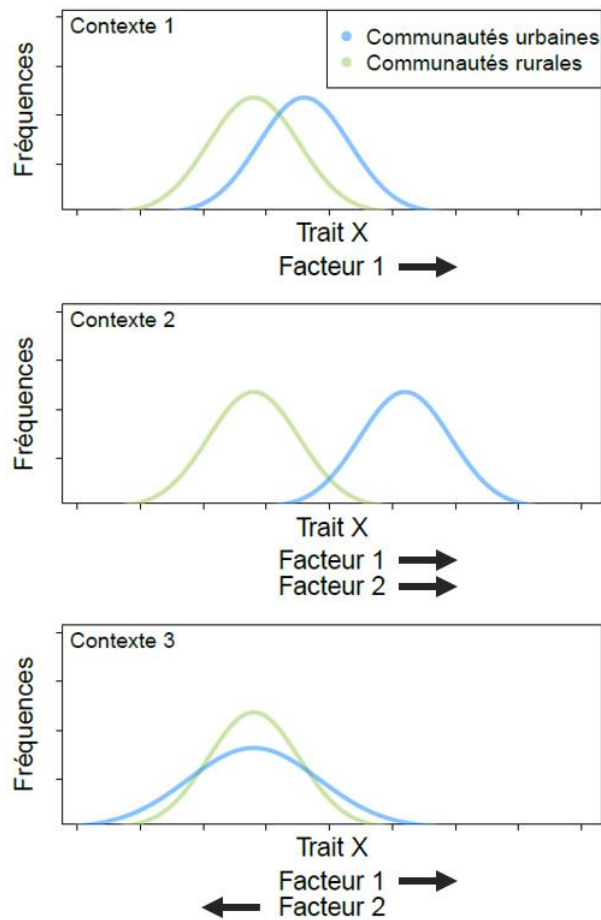 Contexte 1
Communautés urbaines
Communautés rurales
Fréquences
Trait X
Facteur 1
Contexte 2
Fréquences
Trait X
Facteur 1
Facteur 2
Contexte 3
Fréquences
Trait X
Facteur 1
Facteur 2